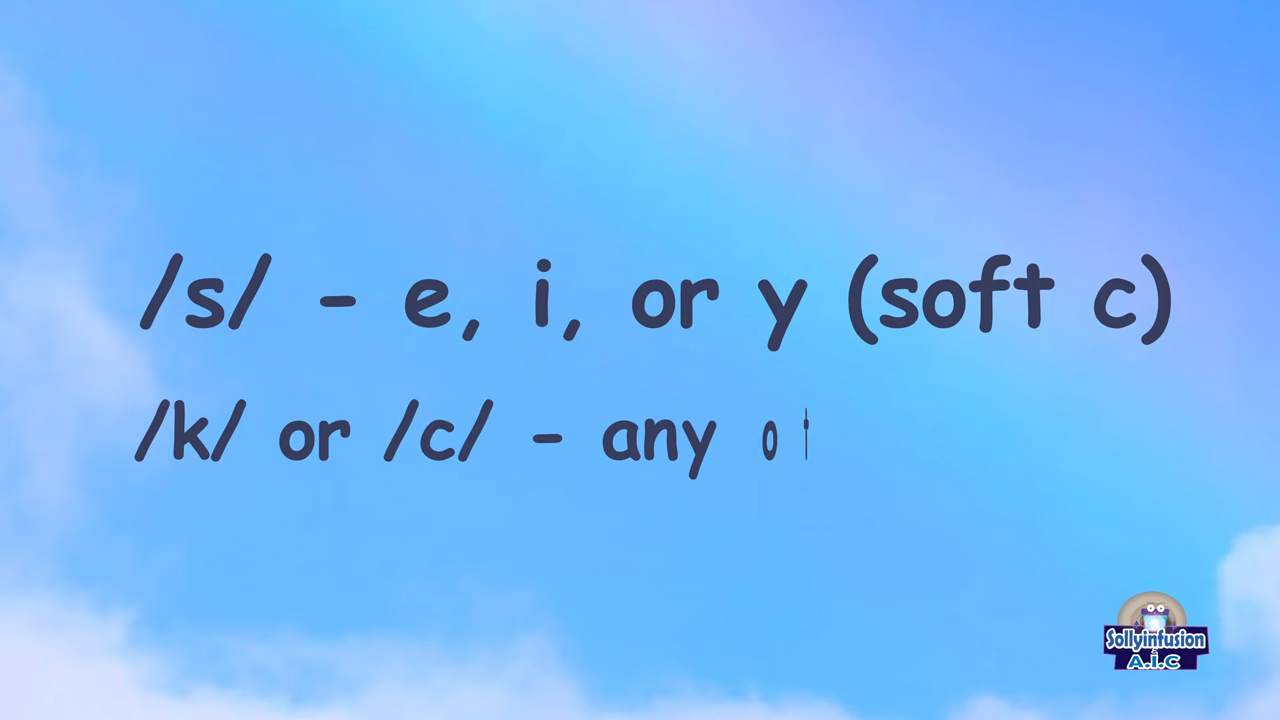 /s/ - e, i, or y (soft c)
/k/ or /c/ - any
Sollyinfusion
A.i.C